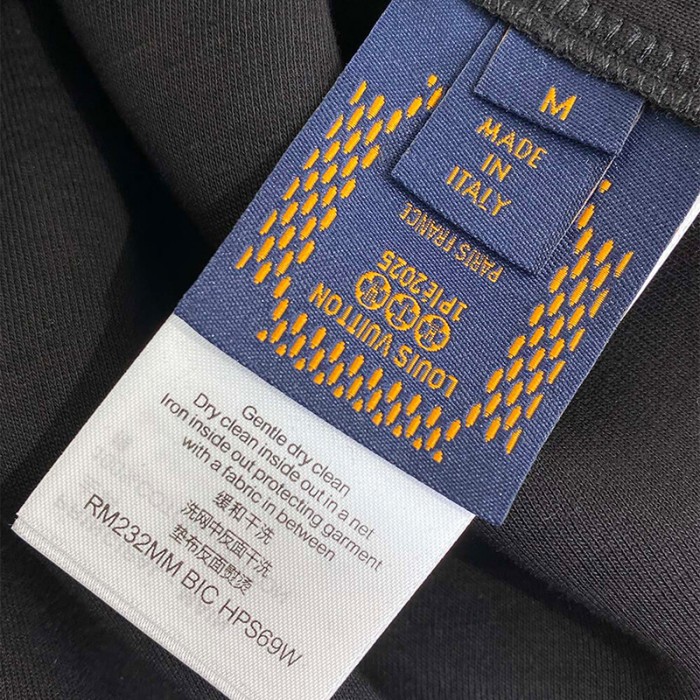 M
MADE
IN
ITALY
PARIS FRANCE
1P|E2025
LOUIS VUITTON
Gentle dry clean
Dry clean inside out in a net
Iron inside out protecting garment
with a fabric in between
缓和干洗
洗网中反面干洗
垫布反面熨烫
RM232MM BIC HPS69W